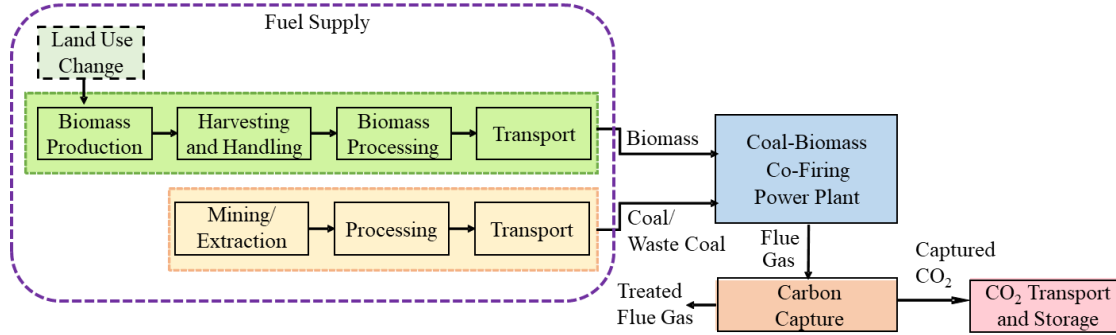 Fuel Supply
Land Use
Change
Biomass
Production
Harvesting
and Handling
Biomass
Processing
Transport
Biomass
Coal-Biomass
Co-Firing
Power Plant
Mining/
Extraction
Processing
Transport
Coal/
Waste Coal
Flue
Gas
Captured
CO₂
Treated
Flue Gas
Carbon
Capture
CO₂ Transport
and Storage